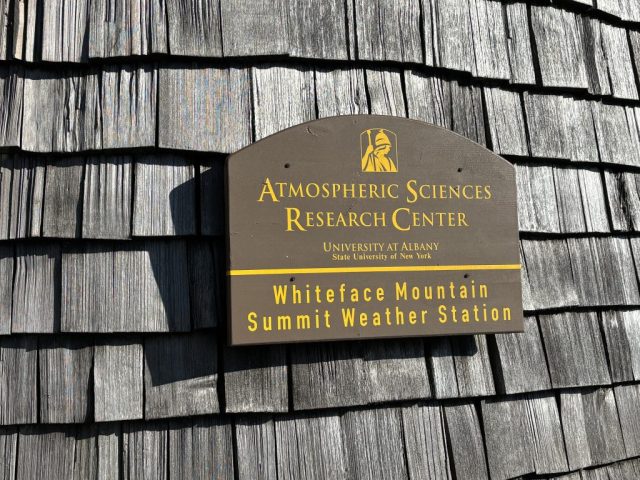 Atmospheric Sciences
Research Center
University at Albany
State University of New York
Whiteface Mountain
Summit Weather Station